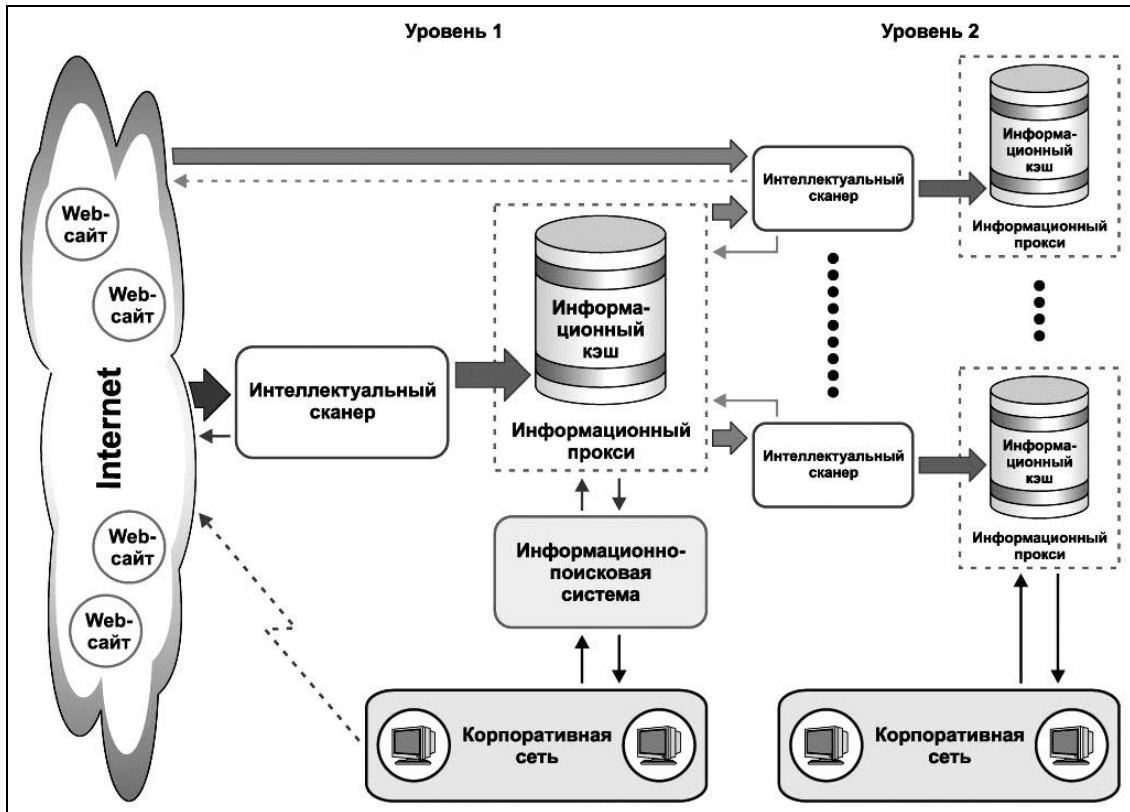 Уровень 1
Уровень 2
Информа-
ционный
кэш
Информационный
прокси
Интеллектуальный
сканер
Web-
сайт
Web-
сайт
Internet
Web-
сайт
Web-
сайт
Интеллектуальный
сканер
Информа-
ционный
кэш
Информационный
прокси
Интеллектуальный
сканер
Информа-
ционный
кэш
Информационный
прокси
Информационно-
поисковая
система
Корпоративная
сеть
Корпоративная
сеть